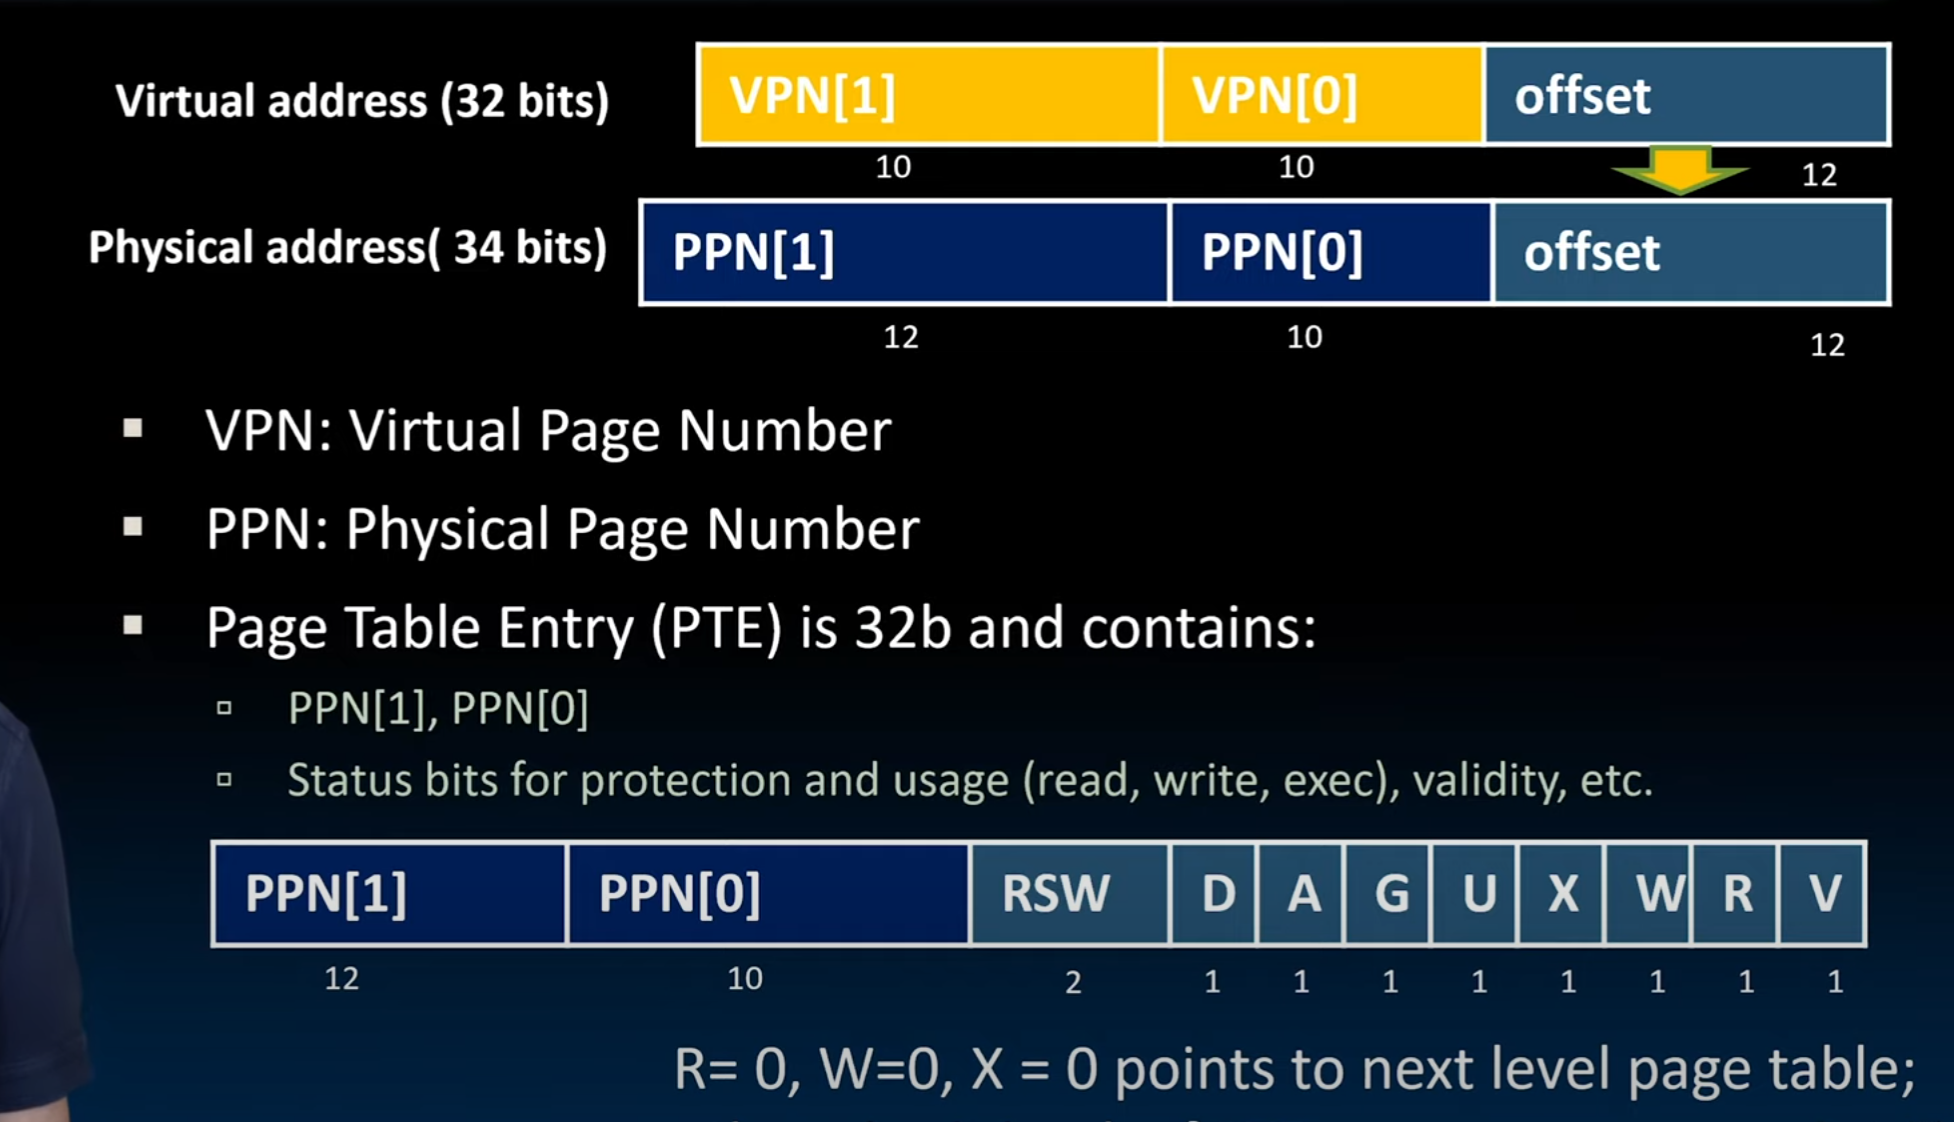 Virtual address (32 bits) VPN[1] VPN[0] offset
10 10 12
Physical address( 34 bits) PPN[1] PPN[0] offset
12 10 12
VPN: Virtual Page Number
PPN: Physical Page Number
Page Table Entry (PTE) is 32b and contains:
PPN[1], PPN[0]
Status bits for protection and usage (read, write, exec), validity, etc.
PPN[1] PPN[0] RSW D A G U X W R V
12 10 2 1 1 1 1 1 1 1 1
R= 0, W=0, X = 0 points to next level page table;